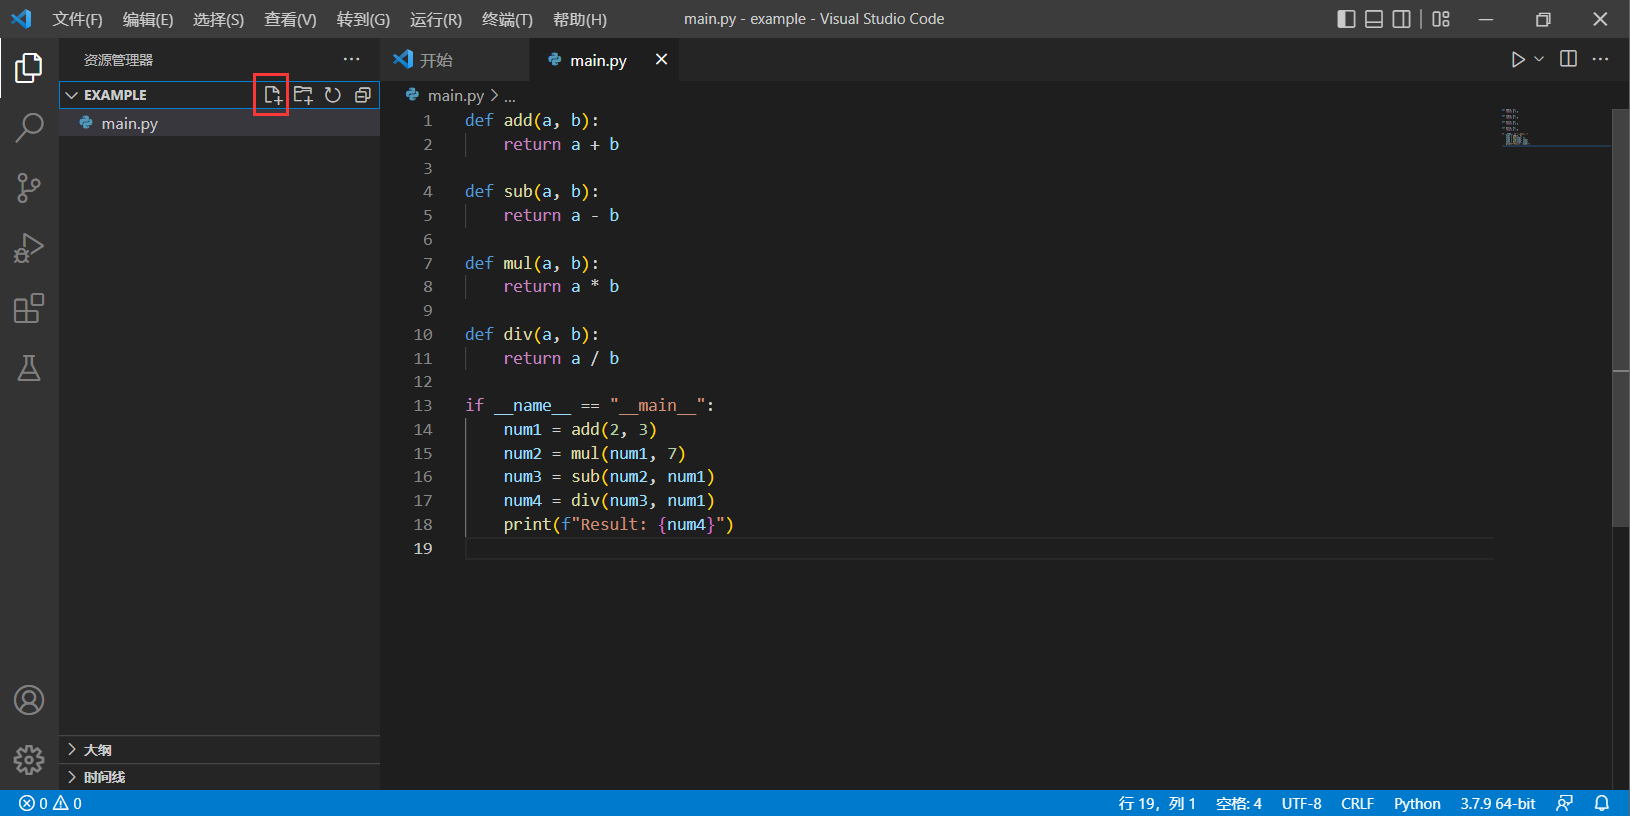 文件(F) 编辑(E) 选择(S) 查看(V) 转到(G) 运行(R) 终端(T) 帮助(H) main.py - example - Visual Studio Code
资源管理器 ···
EXAMPLE
main.py
大纲
时间线
开始 main.py
main.py > ...
1 def add(a, b):
2     return a + b
3
4 def sub(a, b):
5     return a - b
6
7 def mul(a, b):
8     return a * b
9
10 def div(a, b):
11     return a / b
12
13 if __name__ == "__main__":
14     num1 = add(2, 3)
15     num2 = mul(num1, 7)
16     num3 = sub(num2, num1)
17     num4 = div(num3, num1)
18     print(f"Result: {num4}")
19
0 0 行 19，列 1 空格: 4 UTF-8 CRLF Python 3.7.9 64-bit